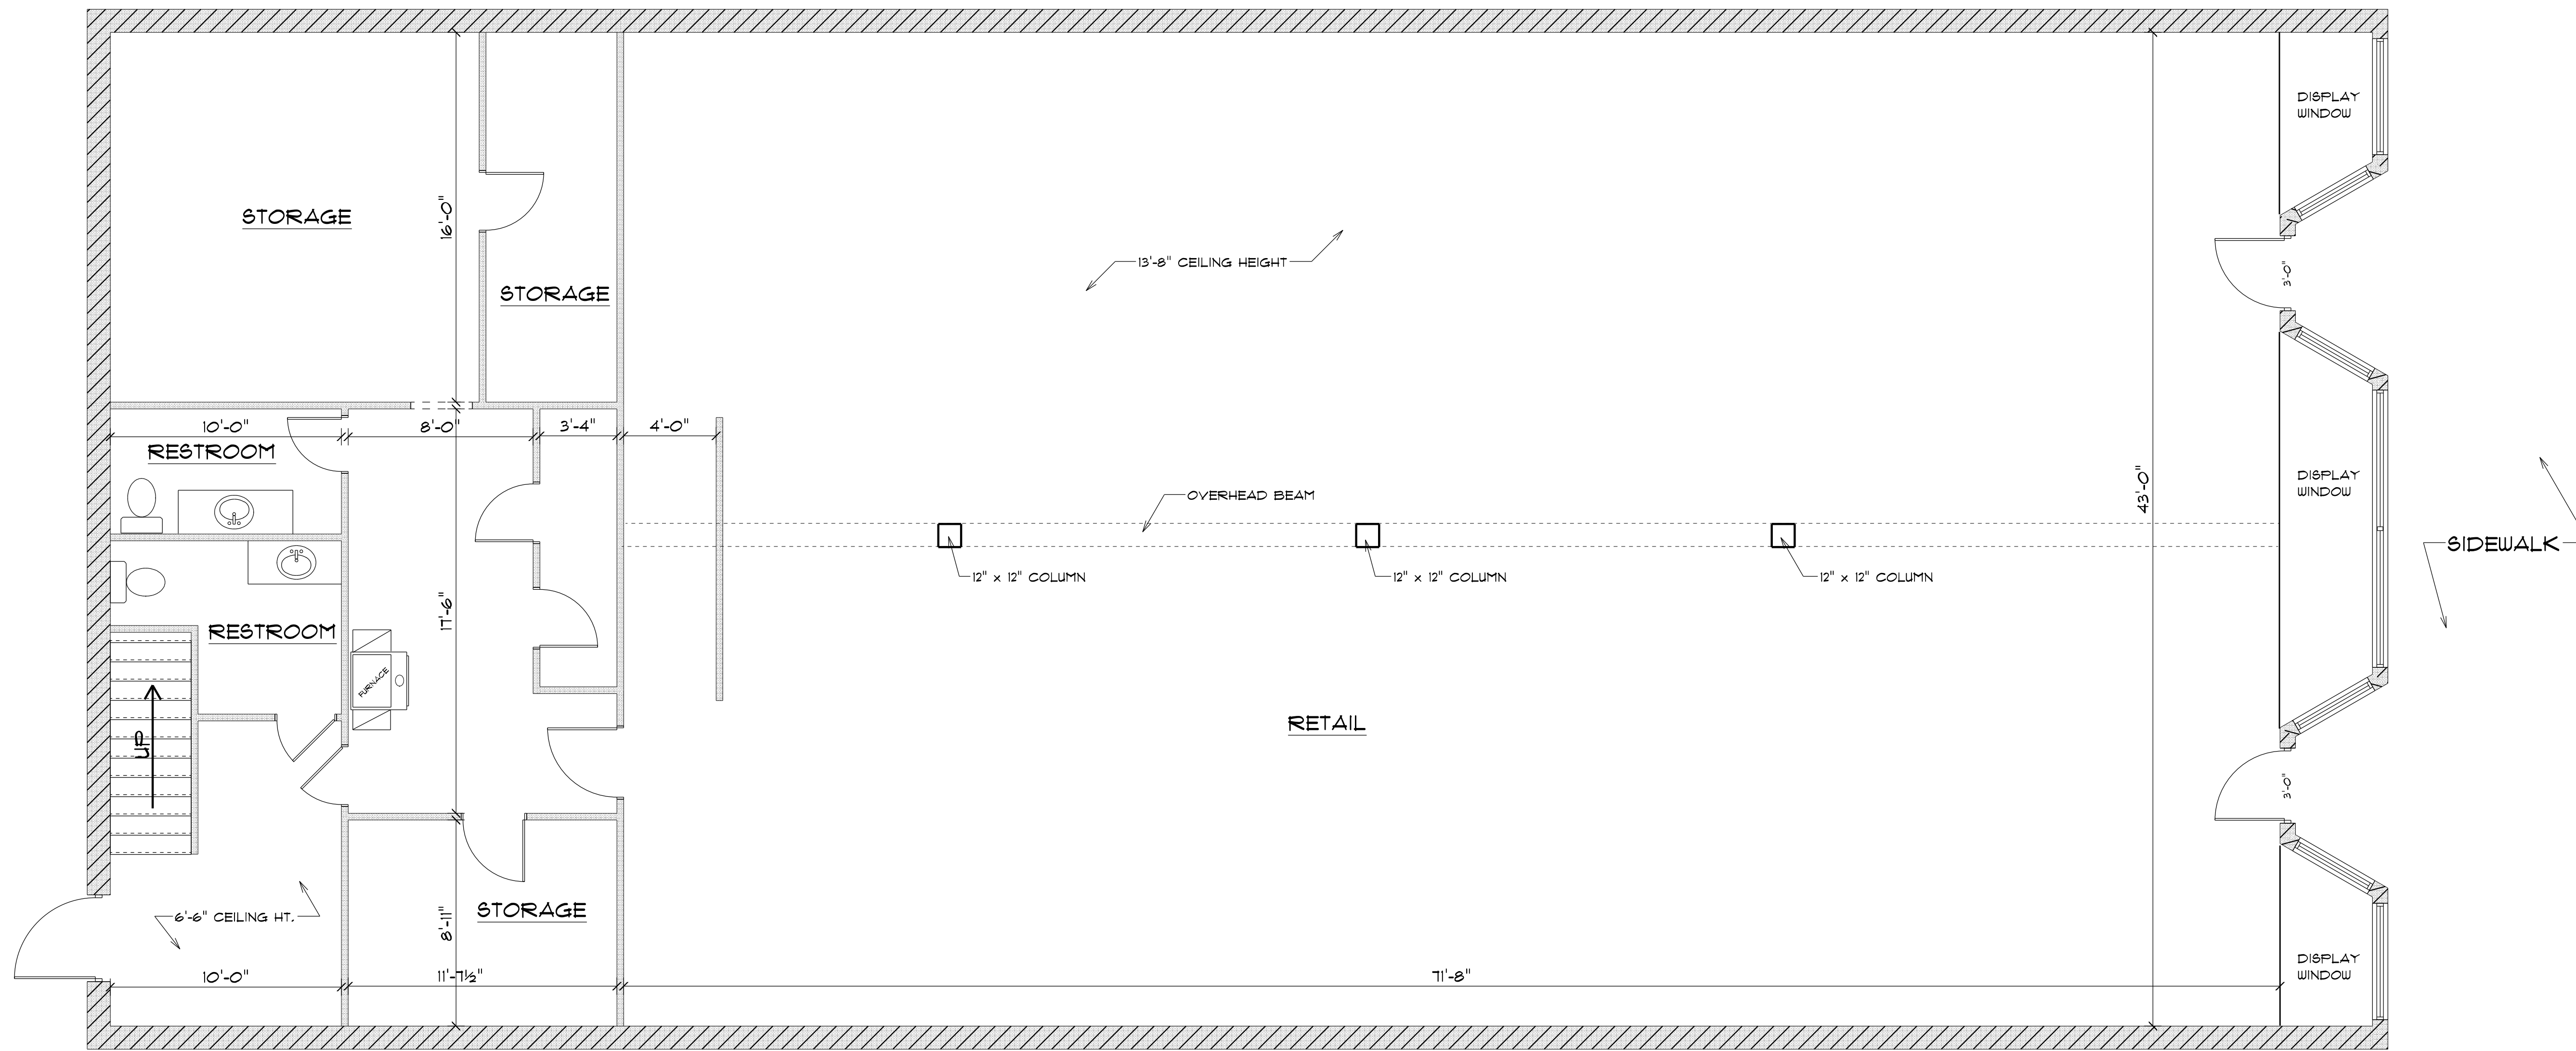 DISPLAY
WINDOW
STORAGE
16'-0"
13'-8" CEILING HEIGHT
3'-0"
STORAGE
10'-0"
8'-0"
3'-4"
4'-0"
RESTROOM
43'-0"
DISPLAY
WINDOW
OVERHEAD BEAM
SIDEWALK
12" x 12" COLUMN
12" x 12" COLUMN
12" x 12" COLUMN
17'-6"
RESTROOM
FURNACE
RETAIL
UP
3'-0"
6'-6" CEILING HT.
STORAGE
8'-11"
DISPLAY
WINDOW
10'-0"
11'-7½"
71'-8"